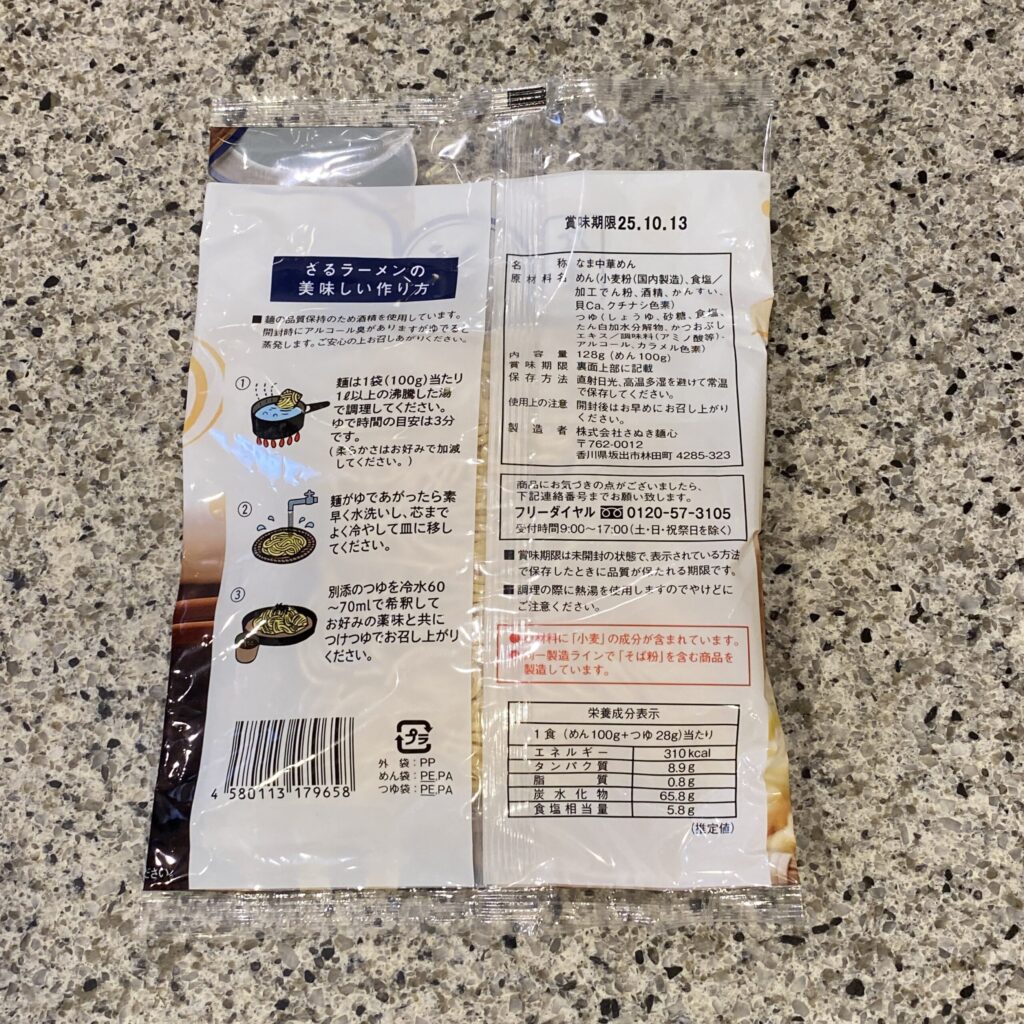 さるラーメンの
美味しい作り方
■麺の品質保持のため酒精を使用しています。
開封時にアルコール臭がありますがゆでると
蒸発します。ご安心の上お召しあがりください。
①
麺は1袋(100g)当たり
1ℓ以上の沸騰した湯
で調理してください。
ゆで時間の目安は3分
です。
(柔らかさはお好みで加減
してください。)
②
麺がゆであがったら素
早く水洗いし、芯まで
よく冷やして皿に移し
てください。
③
別添のつゆを冷水60
〜70mlで希釈して
お好みの薬味と共に
つけつゆでお召し上がり
ください。
4 580113 179658
プラ
外袋:PP
めん袋:PE,PA
つゆ袋:PE,PA
ださい。
賞味期限25.10.13
名称 なま中華めん
原材料名 めん(小麦粉(国内製造)、食塩/
加工でん粉、酒精、かんすい、
貝Ca、クチナシ色素)
つゆ(しょうゆ、砂糖、食塩、
たん白加水分解物、かつおぶし
エキス/調味料(アミノ酸等)、
アルコール、カラメル色素)
内容量 128g(めん100g)
賞味期限 裏面上部に記載
保存方法 直射日光、高温多湿を避けて常温
で保存してください。
使用上の注意 開封後はお早めにお召し上がり
ください。
製造者 株式会社さぬき麺心
〒762-0012
香川県坂出市林田町 4285-323
商品にお気づきの点がございましたら、
下記連絡番号までお願い致します。
フリーダイヤル 0120-57-3105
受付時間9:00〜17:00(土・日・祝祭日を除く)
■賞味期限は未開封の状態で、表示されている方法
で保存したときに品質が保たれる期限です。
■調理の際に熱湯を使用しますのでやけどに
ご注意ください。
●原材料に「小麦」の成分が含まれています。
●同一製造ラインで「そば粉」を含む商品を
製造しています。
栄養成分表示
1食(めん100g+つゆ28g)当たり
エネルギー 310kcal
タンパク質 8.9g
脂質 0.8g
炭水化物 65.8g
食塩相当量 5.8g
(推定値)